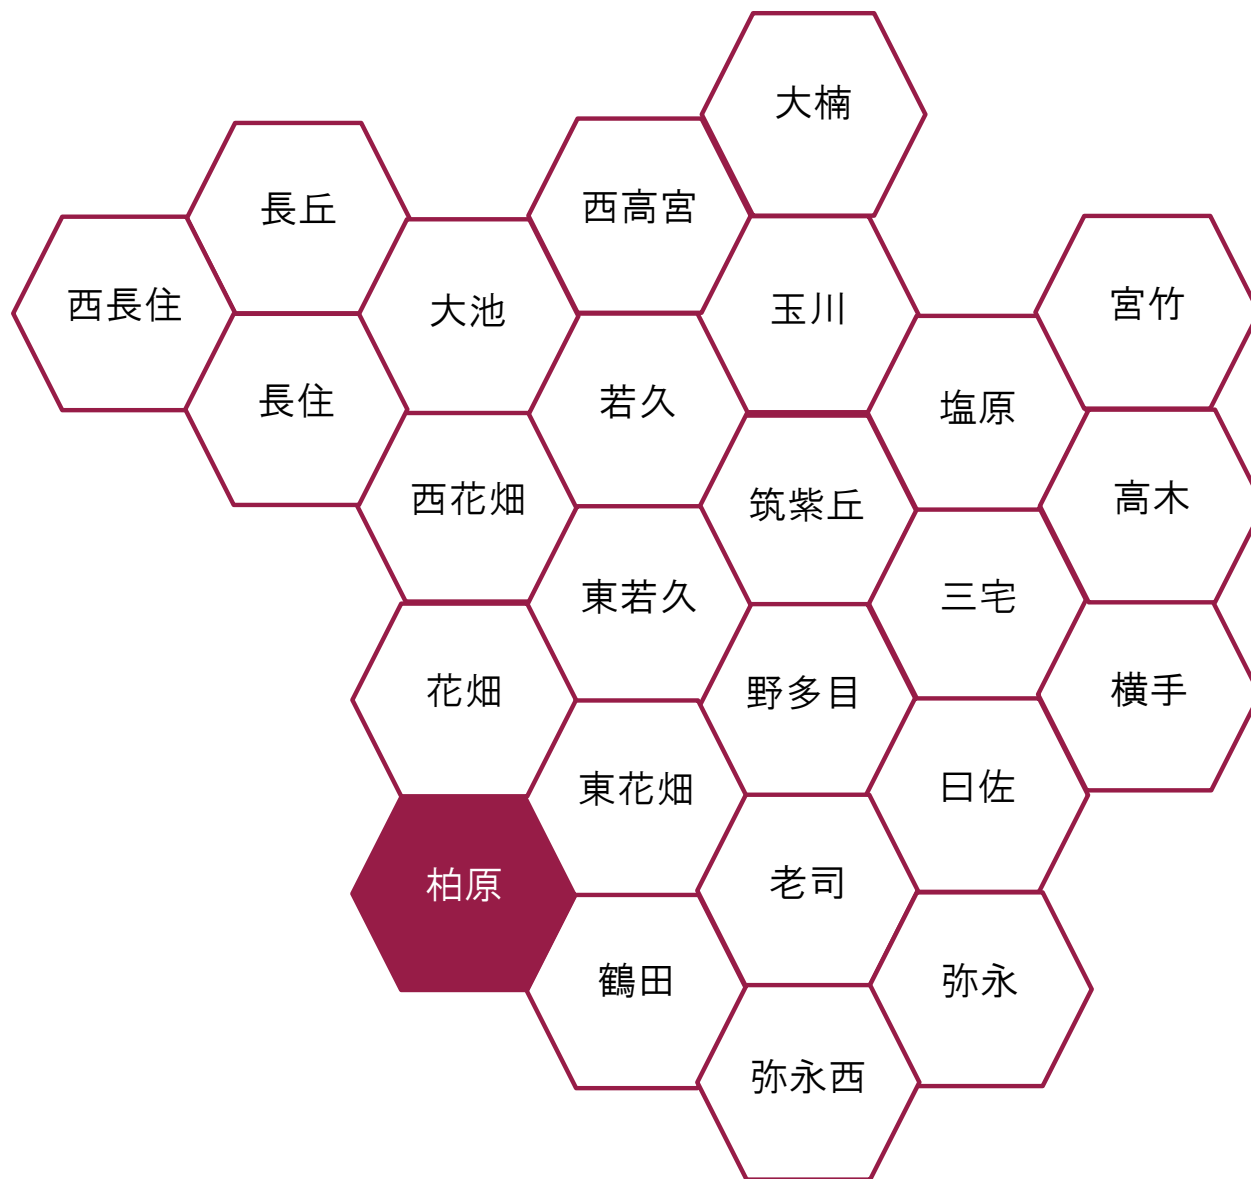 大楠
西高宮
長丘
宮竹
西長住
玉川
大池
長住
若久
塩原
高木
西花畑
筑紫丘
三宅
東若久
横手
花畑
野多目
曰佐
東花畑
老司
柏原
弥永
鶴田
弥永西